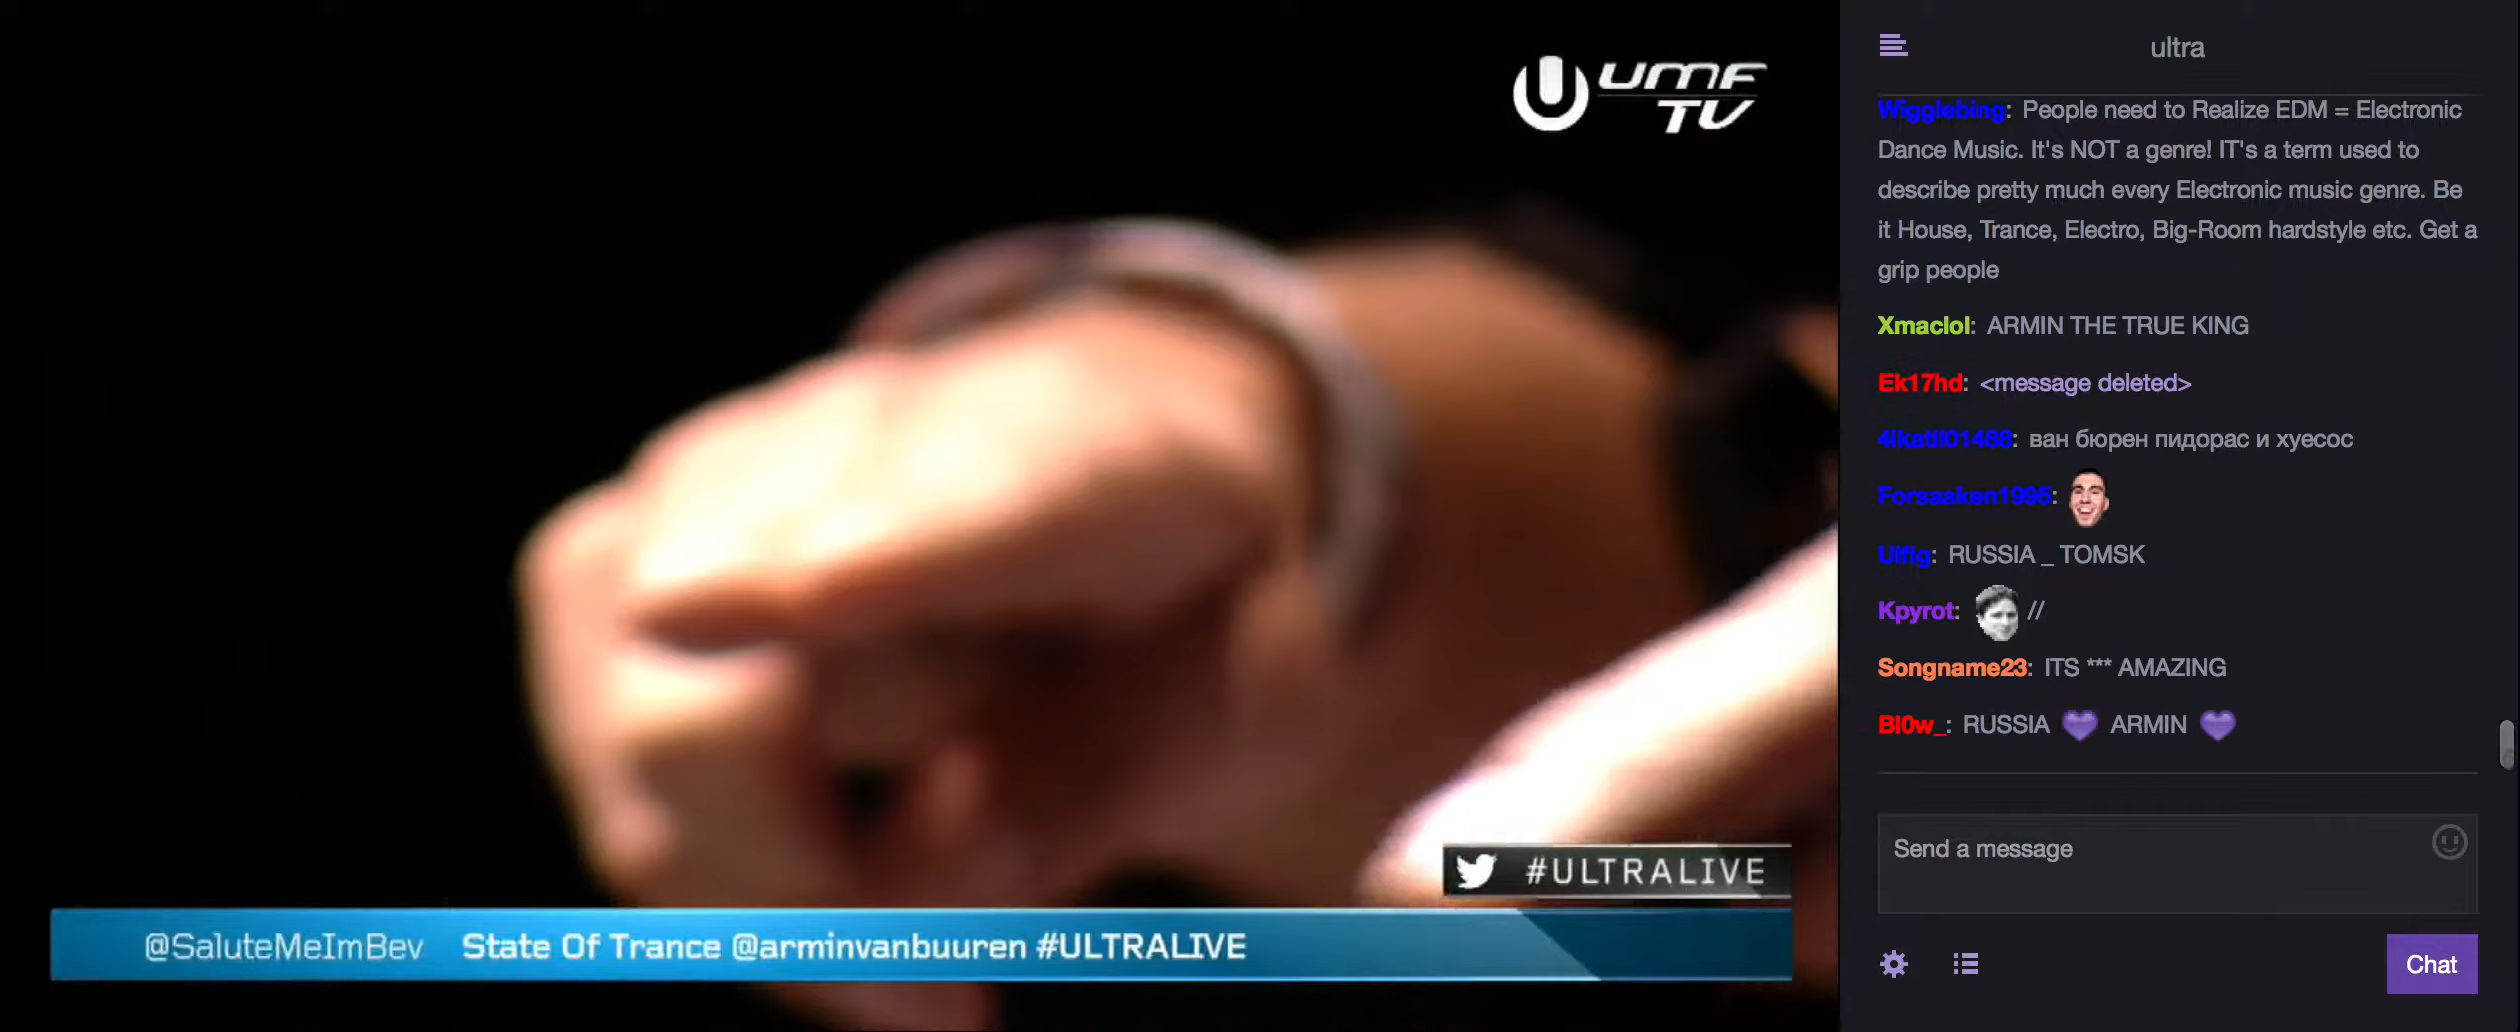 UMF
TV
#ULTRALIVE
@SaluteMeImBev State Of Trance @arminvanbuuren #ULTRALIVE
ultra
Wigglebing: People need to Realize EDM = Electronic
Dance Music. It's NOT a genre! IT's a term used to
describe pretty much every Electronic music genre. Be
it House, Trance, Electro, Big-Room hardstyle etc. Get a
grip people
Xmaclol: ARMIN THE TRUE KING
Ek17hd: <message deleted>
4ikatil01488: ван бюрен пидорас и хуесос
Forsaaken1995:
Ulfig: RUSSIA _ TOMSK
Kpyrot: //
Songname23: ITS *** AMAZING
Bl0w_: RUSSIA 💜 ARMIN 💜
Send a message
Chat